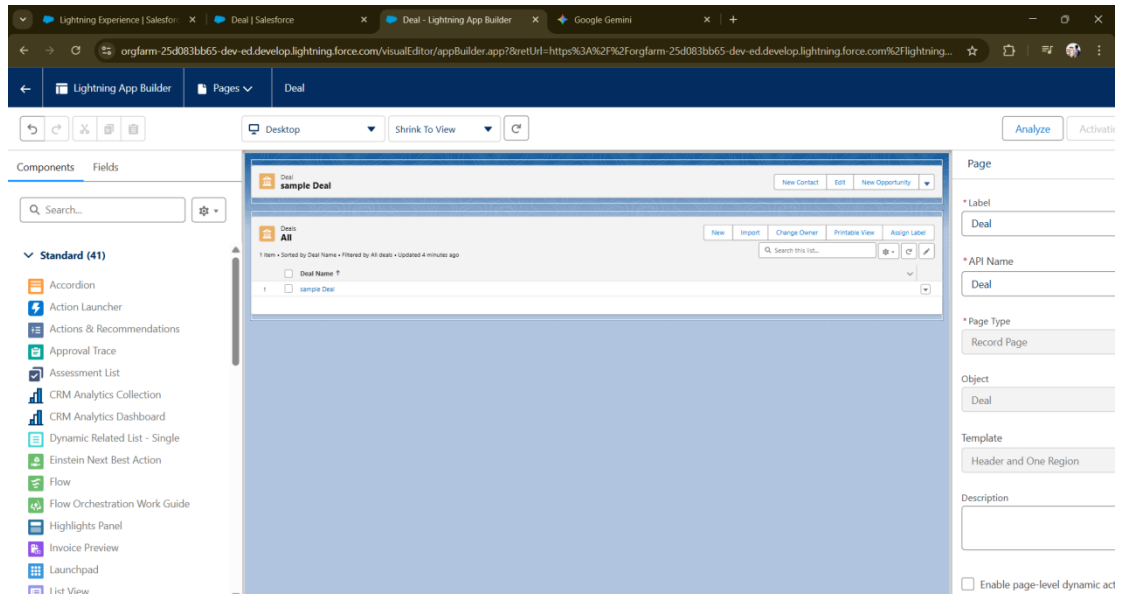 Lightning Experience | Salesforc
Deal | Salesforce
Deal - Lightning App Builder
Google Gemini
orgfarm-25d083bb65-dev-ed.develop.lightning.force.com/visualEditor/appBuilder.app?&retUrl=https%3A%2F%2Forgfarm-25d083bb65-dev-ed.develop.lightning.force.com%2Flightning...
Lightning App Builder
Pages
Deal
Desktop
Shrink To View
Analyze
Activatio
Components
Fields
Search...
Standard (41)
Accordion
Action Launcher
Actions & Recommendations
Approval Trace
Assessment List
CRM Analytics Collection
CRM Analytics Dashboard
Dynamic Related List - Single
Einstein Next Best Action
Flow
Flow Orchestration Work Guide
Highlights Panel
Invoice Preview
Launchpad
List View
Deal
sample Deal
New Contact
Edit
New Opportunity
Deals
All
New
Import
Change Owner
Printable View
Assign Label
1 item • Sorted by Deal Name • Filtered by All deals • Updated 4 minutes ago
Search this list...
Deal Name ↑
1
sample Deal
Page
* Label
Deal
* API Name
Deal
* Page Type
Record Page
Object
Deal
Template
Header and One Region
Description
Enable page-level dynamic act